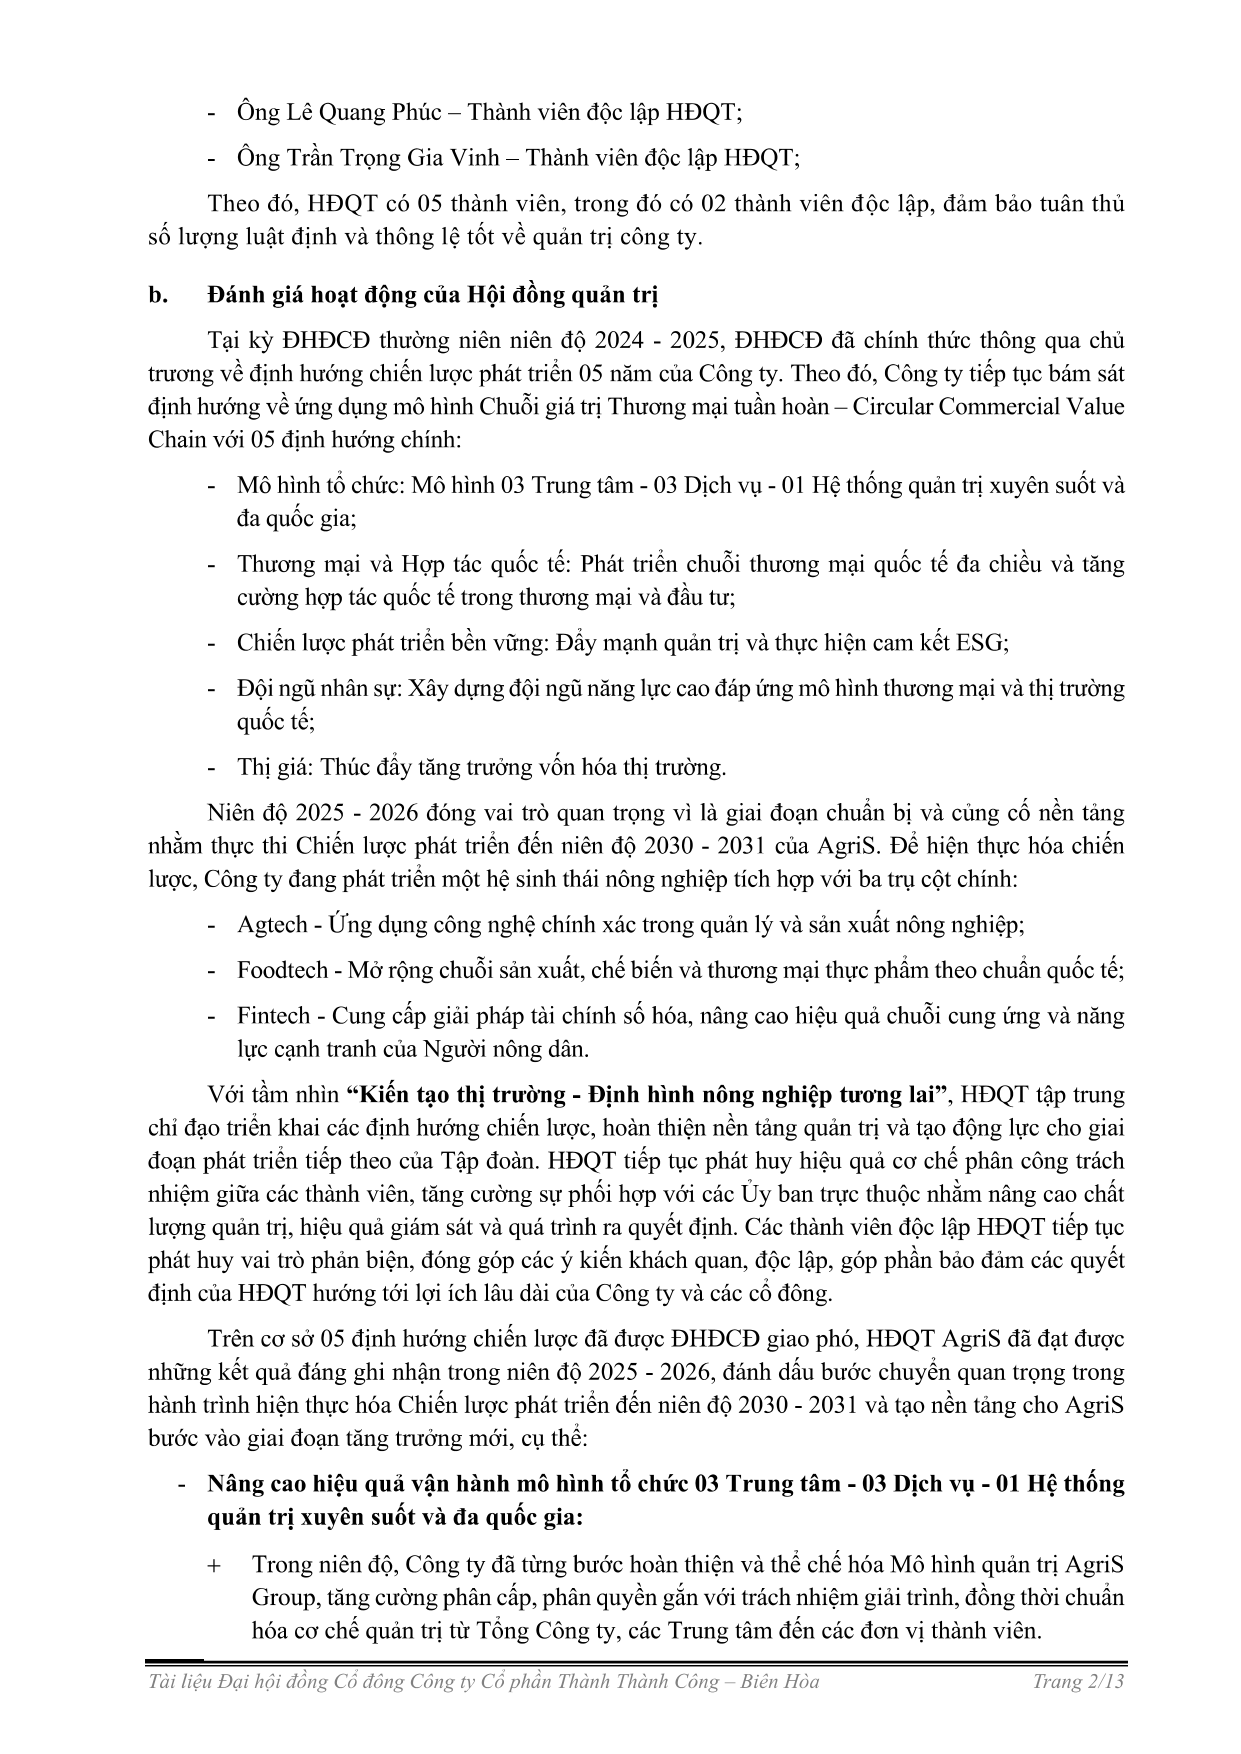 - Ông Lê Quang Phúc – Thành viên độc lập HĐQT;
- Ông Trần Trọng Gia Vinh – Thành viên độc lập HĐQT;
Theo đó, HĐQT có 05 thành viên, trong đó có 02 thành viên độc lập, đảm bảo tuân thủ
số lượng luật định và thông lệ tốt về quản trị công ty.
b. Đánh giá hoạt động của Hội đồng quản trị
Tại kỳ ĐHĐCĐ thường niên niên độ 2024 - 2025, ĐHĐCĐ đã chính thức thông qua chủ
trương về định hướng chiến lược phát triển 05 năm của Công ty. Theo đó, Công ty tiếp tục bám sát
định hướng về ứng dụng mô hình Chuỗi giá trị Thương mại tuần hoàn – Circular Commercial Value
Chain với 05 định hướng chính:
- Mô hình tổ chức: Mô hình 03 Trung tâm - 03 Dịch vụ - 01 Hệ thống quản trị xuyên suốt và
đa quốc gia;
- Thương mại và Hợp tác quốc tế: Phát triển chuỗi thương mại quốc tế đa chiều và tăng
cường hợp tác quốc tế trong thương mại và đầu tư;
- Chiến lược phát triển bền vững: Đẩy mạnh quản trị và thực hiện cam kết ESG;
- Đội ngũ nhân sự: Xây dựng đội ngũ năng lực cao đáp ứng mô hình thương mại và thị trường
quốc tế;
- Thị giá: Thúc đẩy tăng trưởng vốn hóa thị trường.
Niên độ 2025 - 2026 đóng vai trò quan trọng vì là giai đoạn chuẩn bị và củng cố nền tảng
nhằm thực thi Chiến lược phát triển đến niên độ 2030 - 2031 của AgriS. Để hiện thực hóa chiến
lược, Công ty đang phát triển một hệ sinh thái nông nghiệp tích hợp với ba trụ cột chính:
- Agtech - Ứng dụng công nghệ chính xác trong quản lý và sản xuất nông nghiệp;
- Foodtech - Mở rộng chuỗi sản xuất, chế biến và thương mại thực phẩm theo chuẩn quốc tế;
- Fintech - Cung cấp giải pháp tài chính số hóa, nâng cao hiệu quả chuỗi cung ứng và năng
lực cạnh tranh của Người nông dân.
Với tầm nhìn “Kiến tạo thị trường - Định hình nông nghiệp tương lai”, HĐQT tập trung
chỉ đạo triển khai các định hướng chiến lược, hoàn thiện nền tảng quản trị và tạo động lực cho giai
đoạn phát triển tiếp theo của Tập đoàn. HĐQT tiếp tục phát huy hiệu quả cơ chế phân công trách
nhiệm giữa các thành viên, tăng cường sự phối hợp với các Ủy ban trực thuộc nhằm nâng cao chất
lượng quản trị, hiệu quả giám sát và quá trình ra quyết định. Các thành viên độc lập HĐQT tiếp tục
phát huy vai trò phản biện, đóng góp các ý kiến khách quan, độc lập, góp phần bảo đảm các quyết
định của HĐQT hướng tới lợi ích lâu dài của Công ty và các cổ đông.
Trên cơ sở 05 định hướng chiến lược đã được ĐHĐCĐ giao phó, HĐQT AgriS đã đạt được
những kết quả đáng ghi nhận trong niên độ 2025 - 2026, đánh dấu bước chuyển quan trọng trong
hành trình hiện thực hóa Chiến lược phát triển đến niên độ 2030 - 2031 và tạo nền tảng cho AgriS
bước vào giai đoạn tăng trưởng mới, cụ thể:
- Nâng cao hiệu quả vận hành mô hình tổ chức 03 Trung tâm - 03 Dịch vụ - 01 Hệ thống
quản trị xuyên suốt và đa quốc gia:
+ Trong niên độ, Công ty đã từng bước hoàn thiện và thể chế hóa Mô hình quản trị AgriS
Group, tăng cường phân cấp, phân quyền gắn với trách nhiệm giải trình, đồng thời chuẩn
hóa cơ chế quản trị từ Tổng Công ty, các Trung tâm đến các đơn vị thành viên.
Tài liệu Đại hội đồng Cổ đông Công ty Cổ phần Thành Thành Công – Biên Hòa Trang 2/13